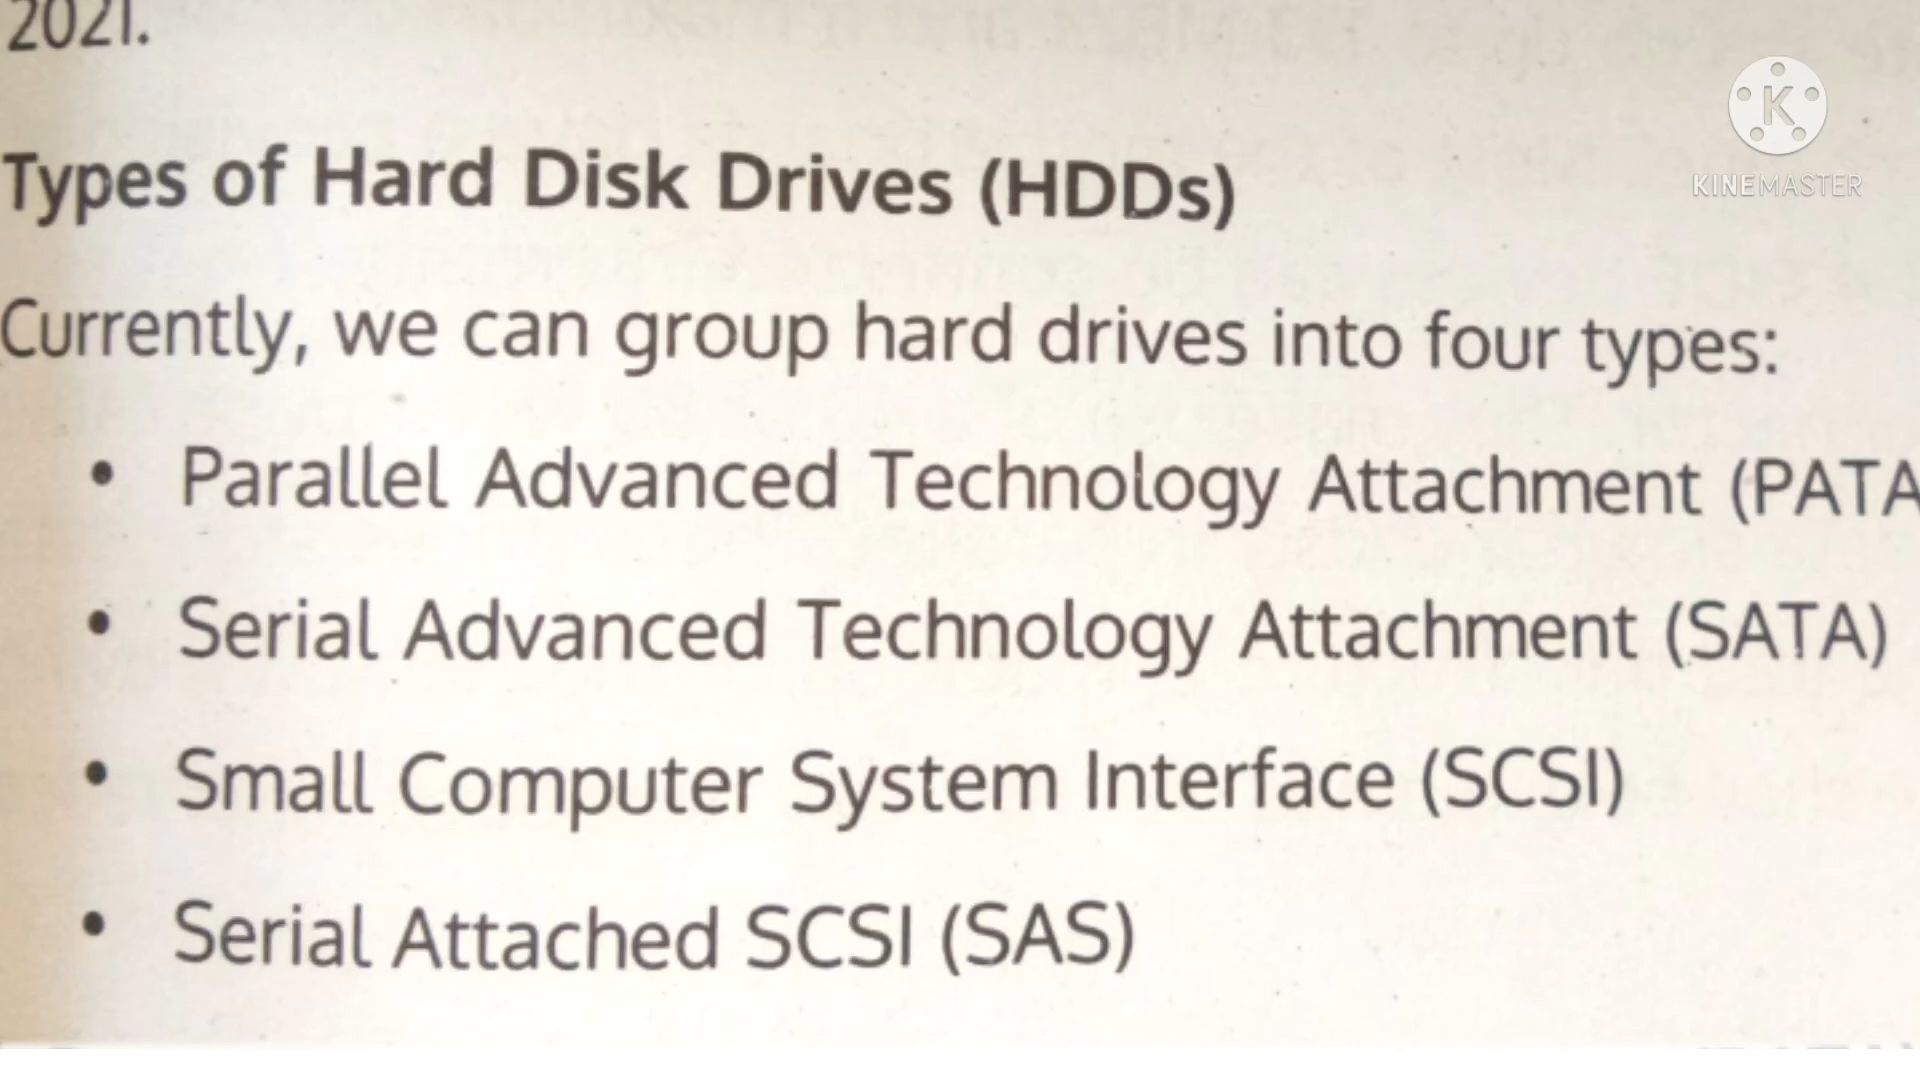 2021.
Types of Hard Disk Drives (HDDs)
KINEMASTER
Currently, we can group hard drives into four types:
• Parallel Advanced Technology Attachment (PATA
• Serial Advanced Technology Attachment (SATA)
• Small Computer System Interface (SCSI)
• Serial Attached SCSI (SAS)